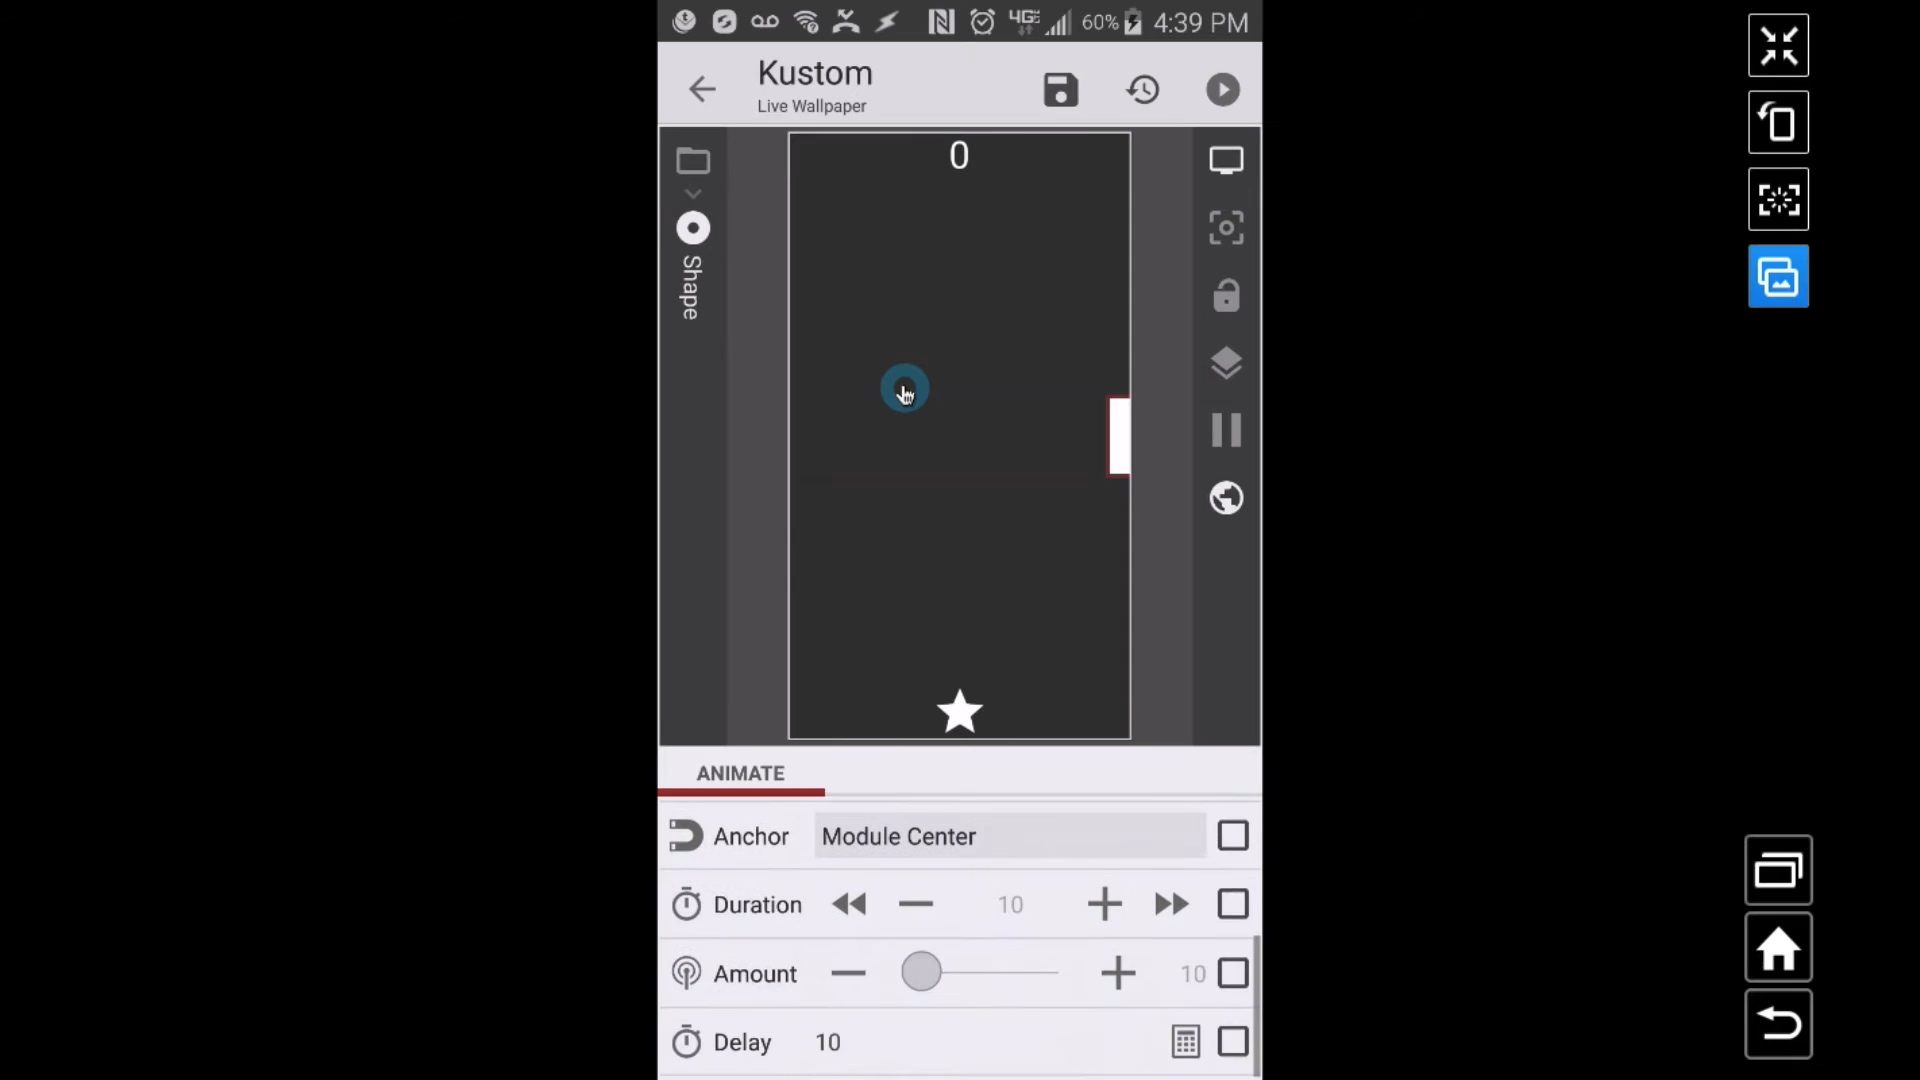 4G
60%
4:39 PM
Kustom
Live Wallpaper
Shape
0
ANIMATE
Anchor
Module Center
Duration
10
Amount
10
Delay
10